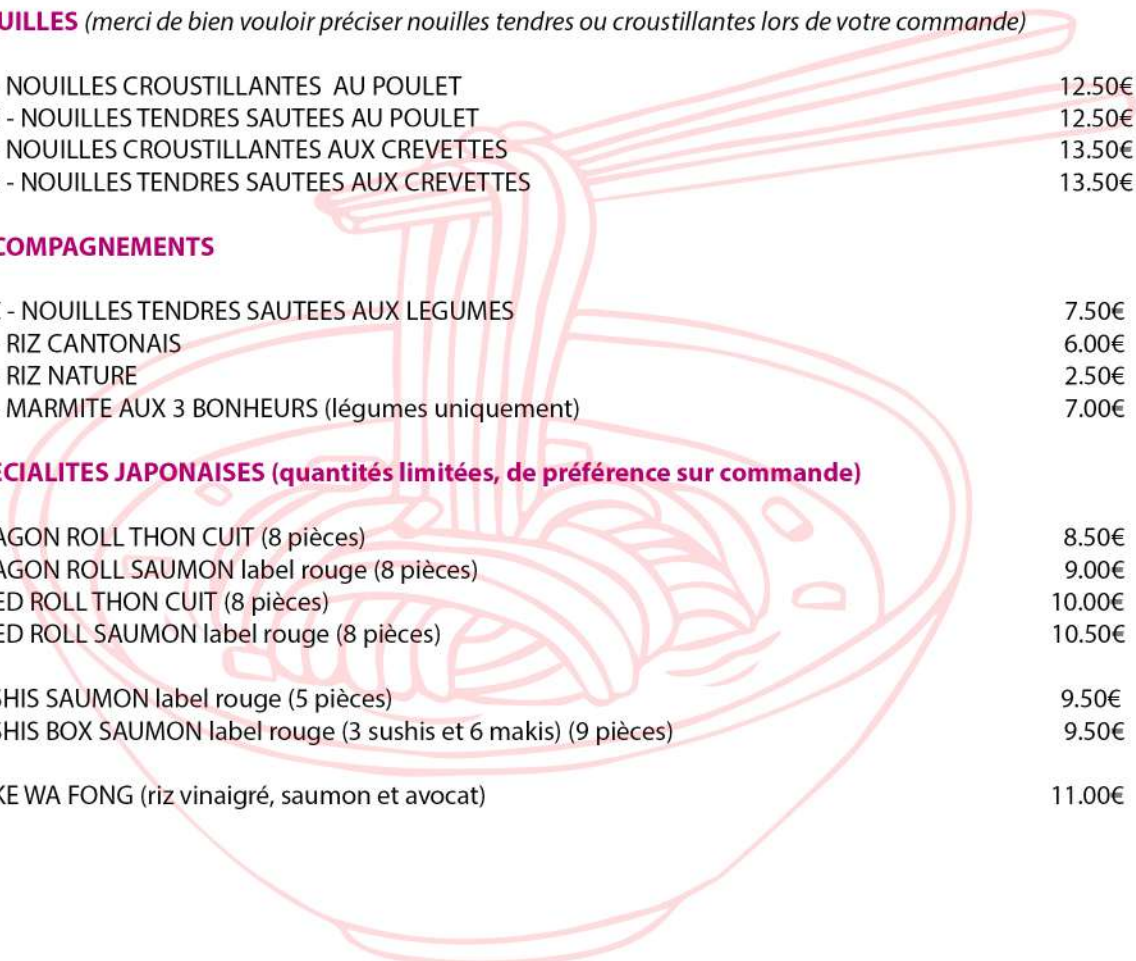 UILLES (merci de bien vouloir préciser nouilles tendres ou croustillantes lors de votre commande)
NOUILLES CROUSTILLANTES AU POULET 12.50€
- NOUILLES TENDRES SAUTEES AU POULET 12.50€
NOUILLES CROUSTILLANTES AUX CREVETTES 13.50€
- NOUILLES TENDRES SAUTEES AUX CREVETTES 13.50€
COMPAGNEMENTS
- NOUILLES TENDRES SAUTEES AUX LEGUMES 7.50€
RIZ CANTONAIS 6.00€
RIZ NATURE 2.50€
MARMITE AUX 3 BONHEURS (légumes uniquement) 7.00€
ECIALITES JAPONAISES (quantités limitées, de préférence sur commande)
AGON ROLL THON CUIT (8 pièces) 8.50€
AGON ROLL SAUMON label rouge (8 pièces) 9.00€
ED ROLL THON CUIT (8 pièces) 10.00€
ED ROLL SAUMON label rouge (8 pièces) 10.50€
SHIS SAUMON label rouge (5 pièces) 9.50€
SHIS BOX SAUMON label rouge (3 sushis et 6 makis) (9 pièces) 9.50€
KE WA FONG (riz vinaigré, saumon et avocat) 11.00€